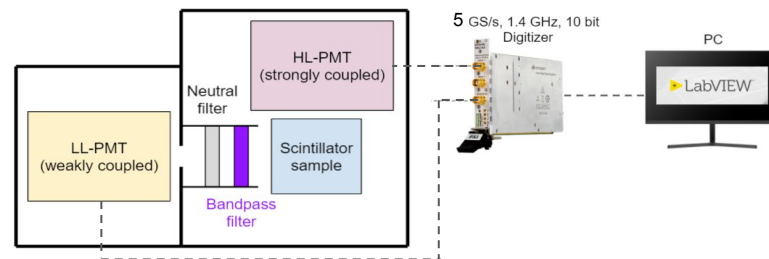 5 GS/s, 1.4 GHz, 10 bit
Digitizer
PC
HL-PMT
(strongly coupled)
Neutral
filter
LL-PMT
(weakly coupled)
Scintillator
sample
Bandpass
filter
LabVIEW